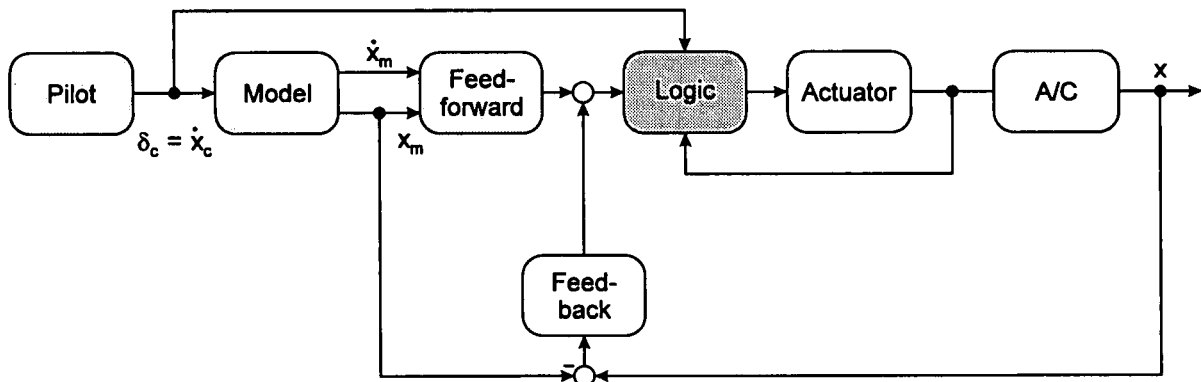 Pilot
δc = ẋc
Model
ẋm
xm
Feed-
forward
Logic
Actuator
A/C
x
Feed-
back
-